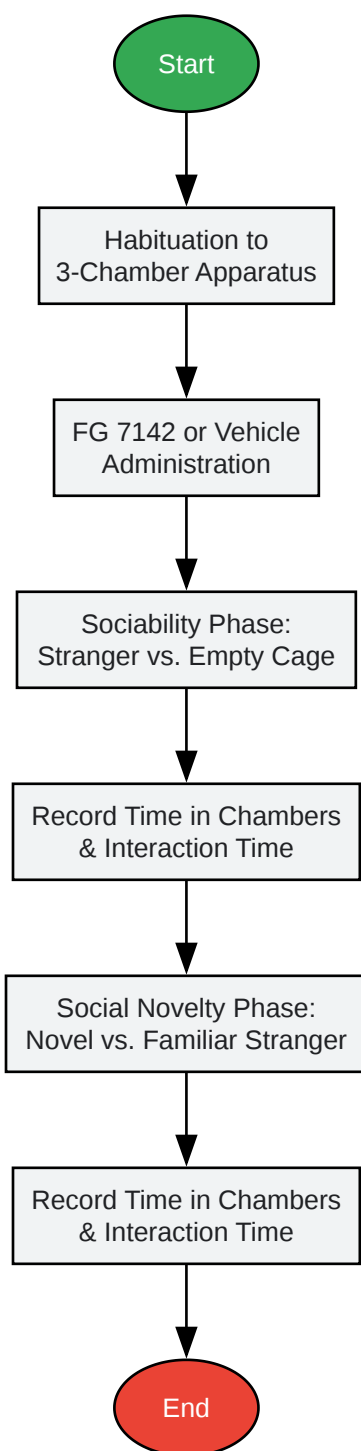 Start
Habituation to
3-Chamber Apparatus
FG 7142 or Vehicle
Administration
Sociability Phase:
Stranger vs. Empty Cage
Record Time in Chambers
& Interaction Time
Social Novelty Phase:
Novel vs. Familiar Stranger
Record Time in Chambers
& Interaction Time
End